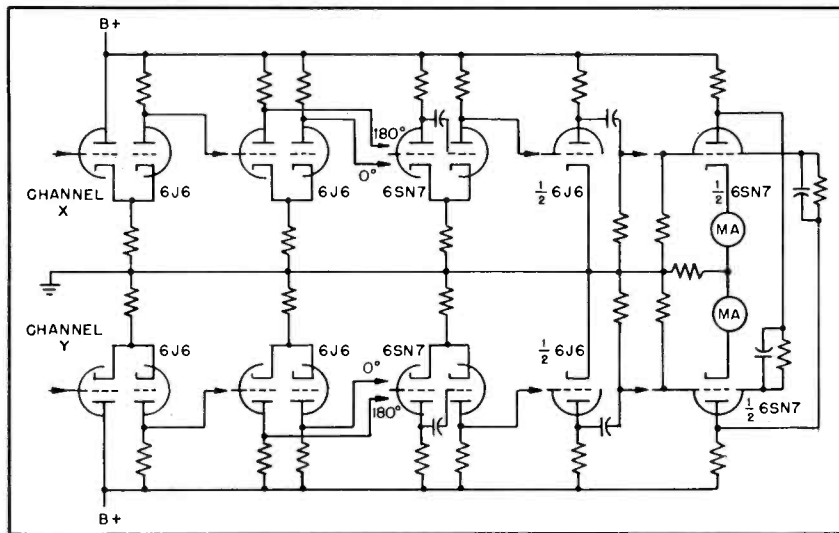 B+
180°
0°
CHANNEL X
6J6
6J6
6SN7
1/2 6J6
1/2 6SN7
MA
CHANNEL Y
6J6
6J6
0°
180°
6SN7
1/2 6J6
MA
1/2 6SN7
B+